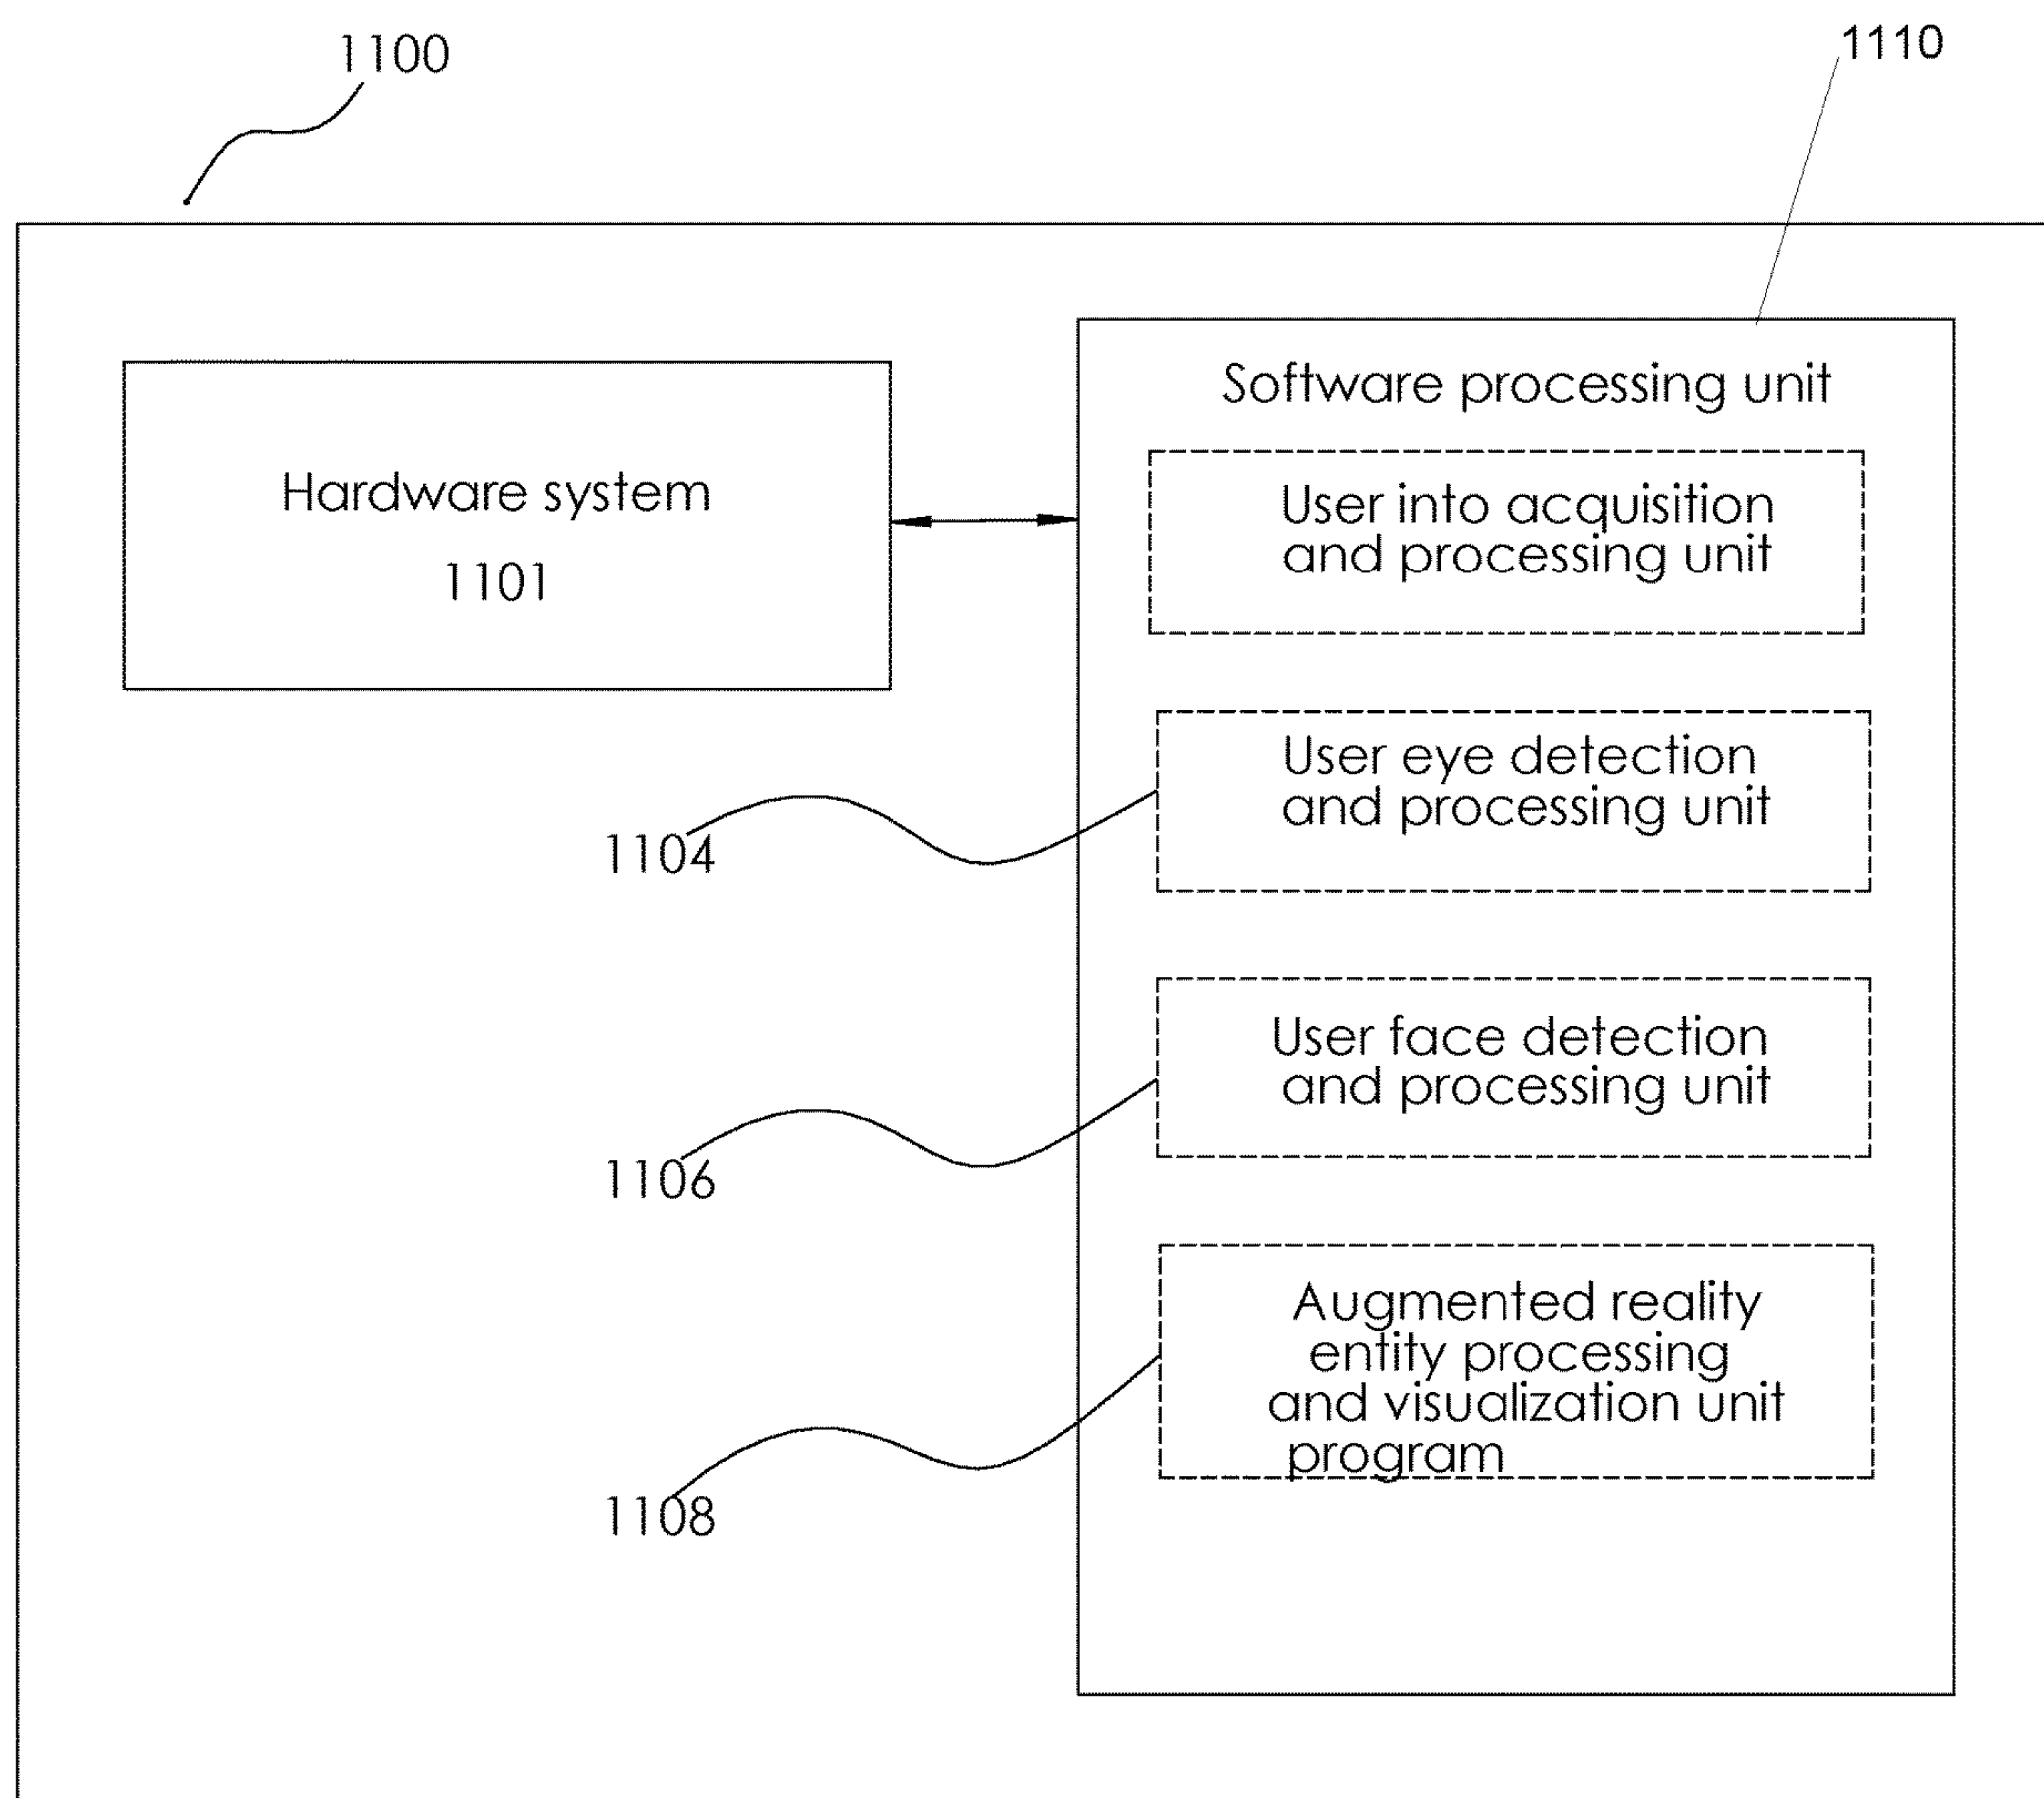 1100
1110
Hardware system
1101
Software processing unit
User into acquisition
and processing unit
User eye detection
and processing unit
1104
User face detection
and processing unit
1106
Augmented reality
entity processing
and visualization unit
program
1108